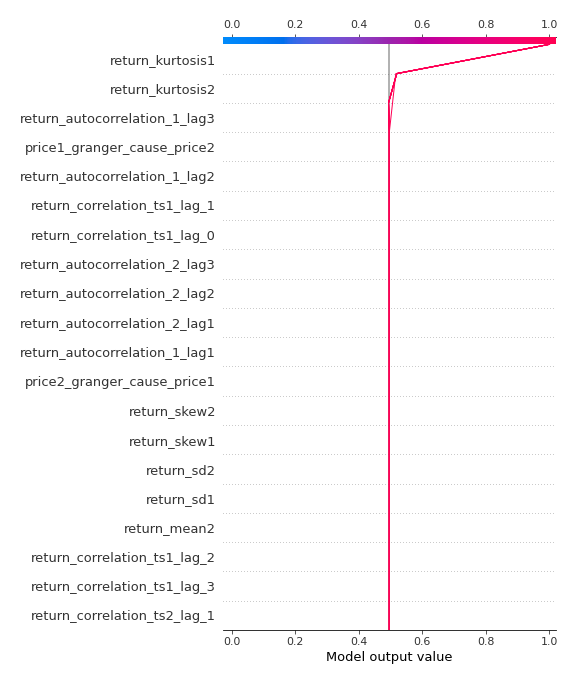 0.0 0.2 0.4 0.6 0.8 1.0
return_kurtosis1
return_kurtosis2
return_autocorrelation_1_lag3
price1_granger_cause_price2
return_autocorrelation_1_lag2
return_correlation_ts1_lag_1
return_correlation_ts1_lag_0
return_autocorrelation_2_lag3
return_autocorrelation_2_lag2
return_autocorrelation_2_lag1
return_autocorrelation_1_lag1
price2_granger_cause_price1
return_skew2
return_skew1
return_sd2
return_sd1
return_mean2
return_correlation_ts1_lag_2
return_correlation_ts1_lag_3
return_correlation_ts2_lag_1
0.0 0.2 0.4 0.6 0.8 1.0
Model output value